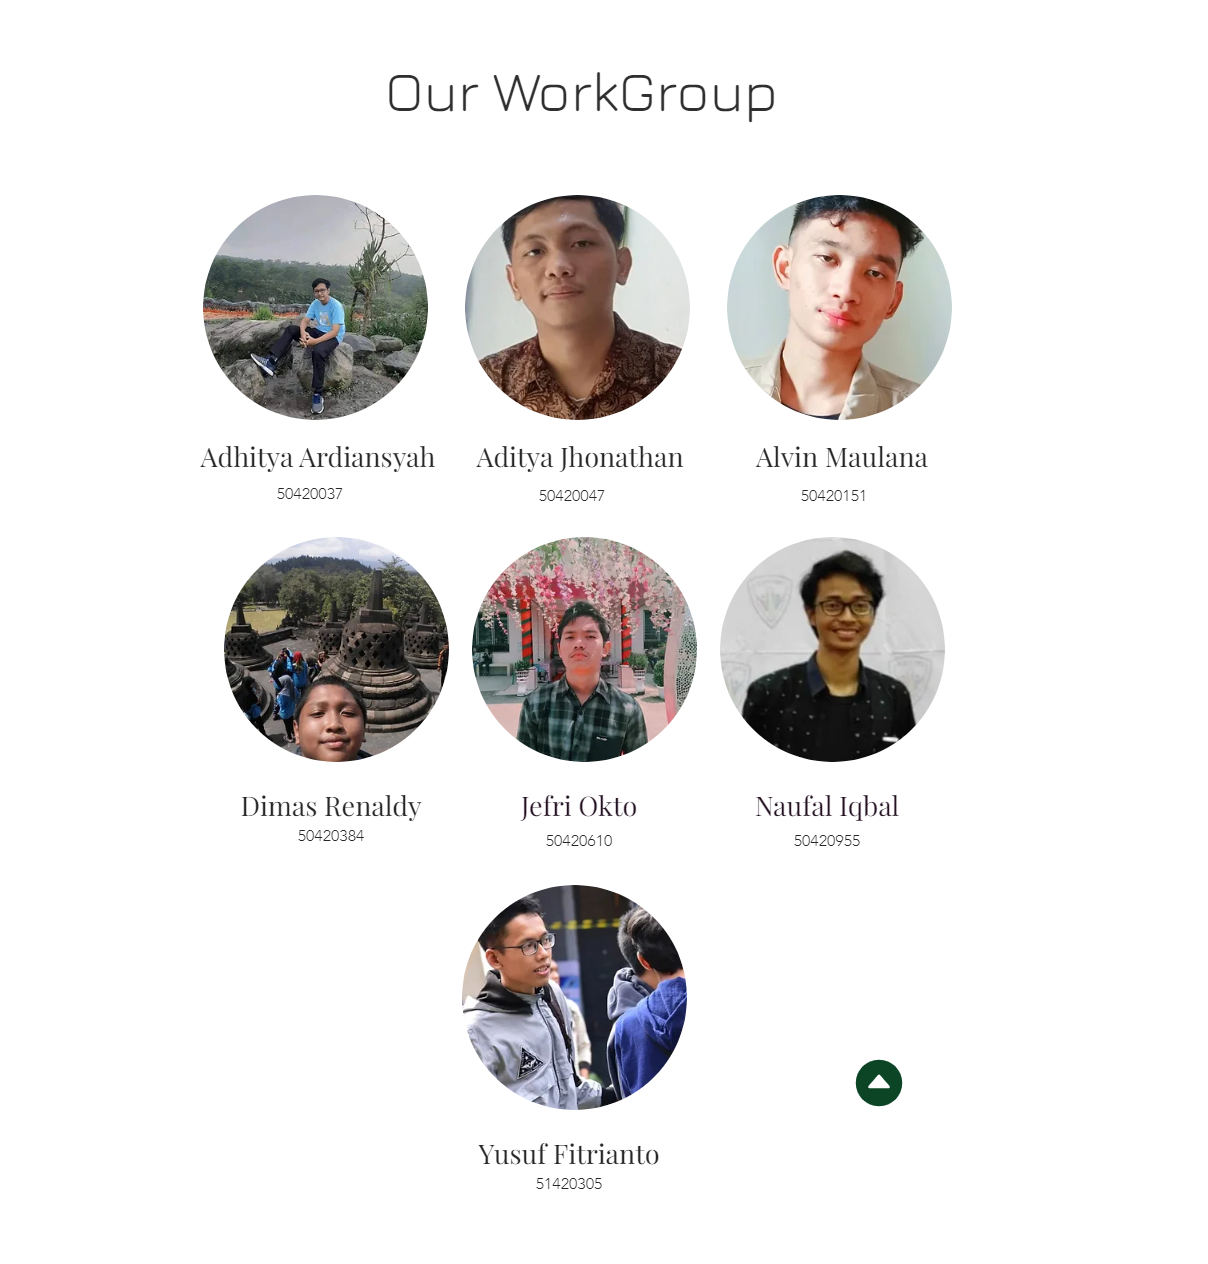 Our WorkGroup
Adhitya Ardiansyah
Aditya Jhonathan
Alvin Maulana
50420037
50420047
50420151
Dimas Renaldy
Jefri Okto
Naufal Iqbal
50420384
50420610
50420955
Yusuf Fitrianto
51420305